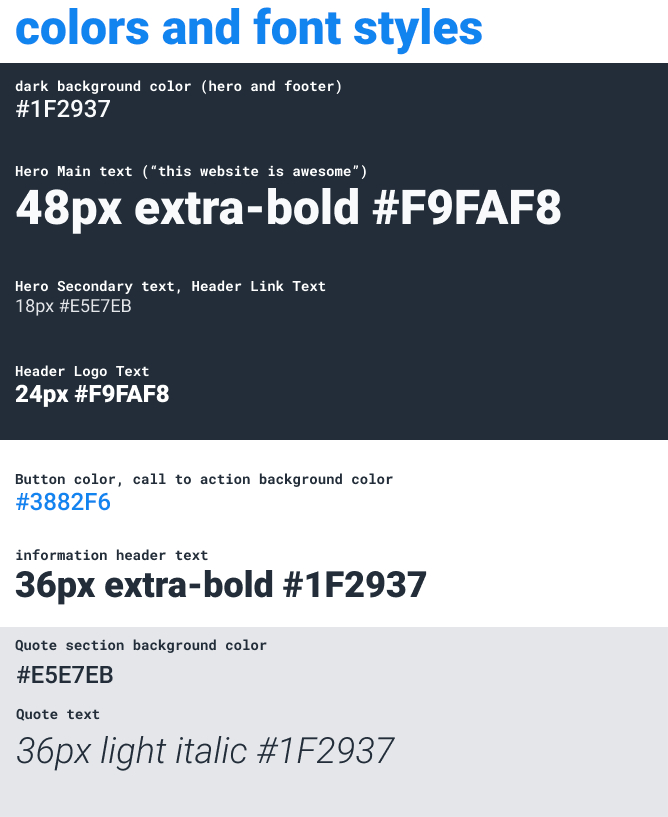 colors and font styles
dark background color (hero and footer)
#1F2937
Hero Main text (“this website is awesome”)
48px extra-bold #F9FAF8
Hero Secondary text, Header Link Text
18px #E5E7EB
Header Logo Text
24px #F9FAF8
Button color, call to action background color
#3882F6
information header text
36px extra-bold #1F2937
Quote section background color
#E5E7EB
Quote text
36px light italic #1F2937